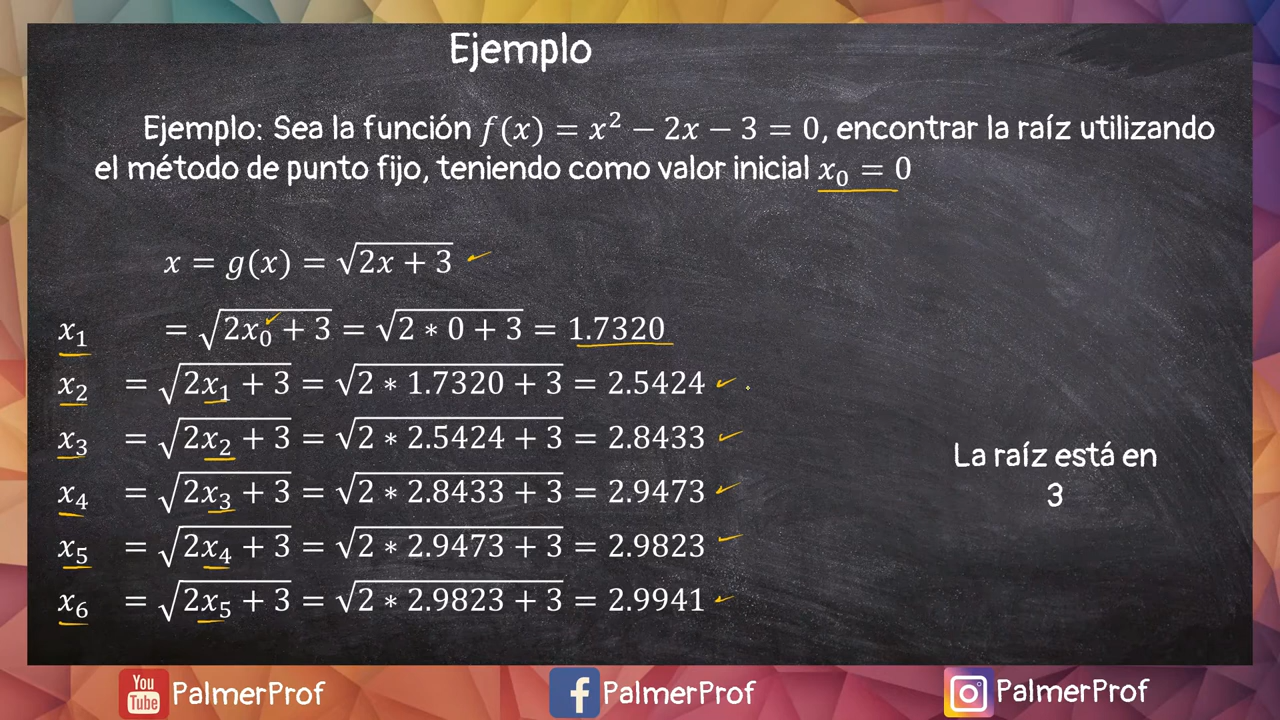 Ejemplo
Ejemplo: Sea la función f(x) = x² − 2x − 3 = 0, encontrar la raíz utilizando
el método de punto fijo, teniendo como valor inicial x₀ = 0
x = g(x) = √(2x + 3)
x₁ = √(2x₀ + 3) = √(2 ∗ 0 + 3) = 1.7320
x₂ = √(2x₁ + 3) = √(2 ∗ 1.7320 + 3) = 2.5424
x₃ = √(2x₂ + 3) = √(2 ∗ 2.5424 + 3) = 2.8433
x₄ = √(2x₃ + 3) = √(2 ∗ 2.8433 + 3) = 2.9473
x₅ = √(2x₄ + 3) = √(2 ∗ 2.9473 + 3) = 2.9823
x₆ = √(2x₅ + 3) = √(2 ∗ 2.9823 + 3) = 2.9941
La raíz está en
3
You Tube PalmerProf
f PalmerProf
PalmerProf